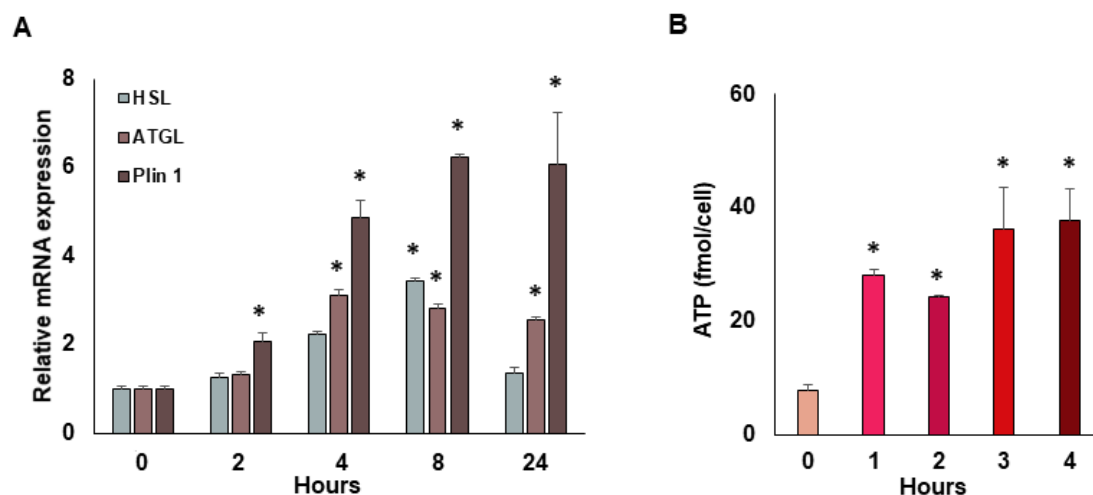 A
Relative mRNA expression
8
6
4
2
0
HSL
ATGL
Plin 1
* * * * * * * *
0 2 4 8 24
Hours
B
ATP (fmol/cell)
60
40
20
0
* * * *
0 1 2 3 4
Hours